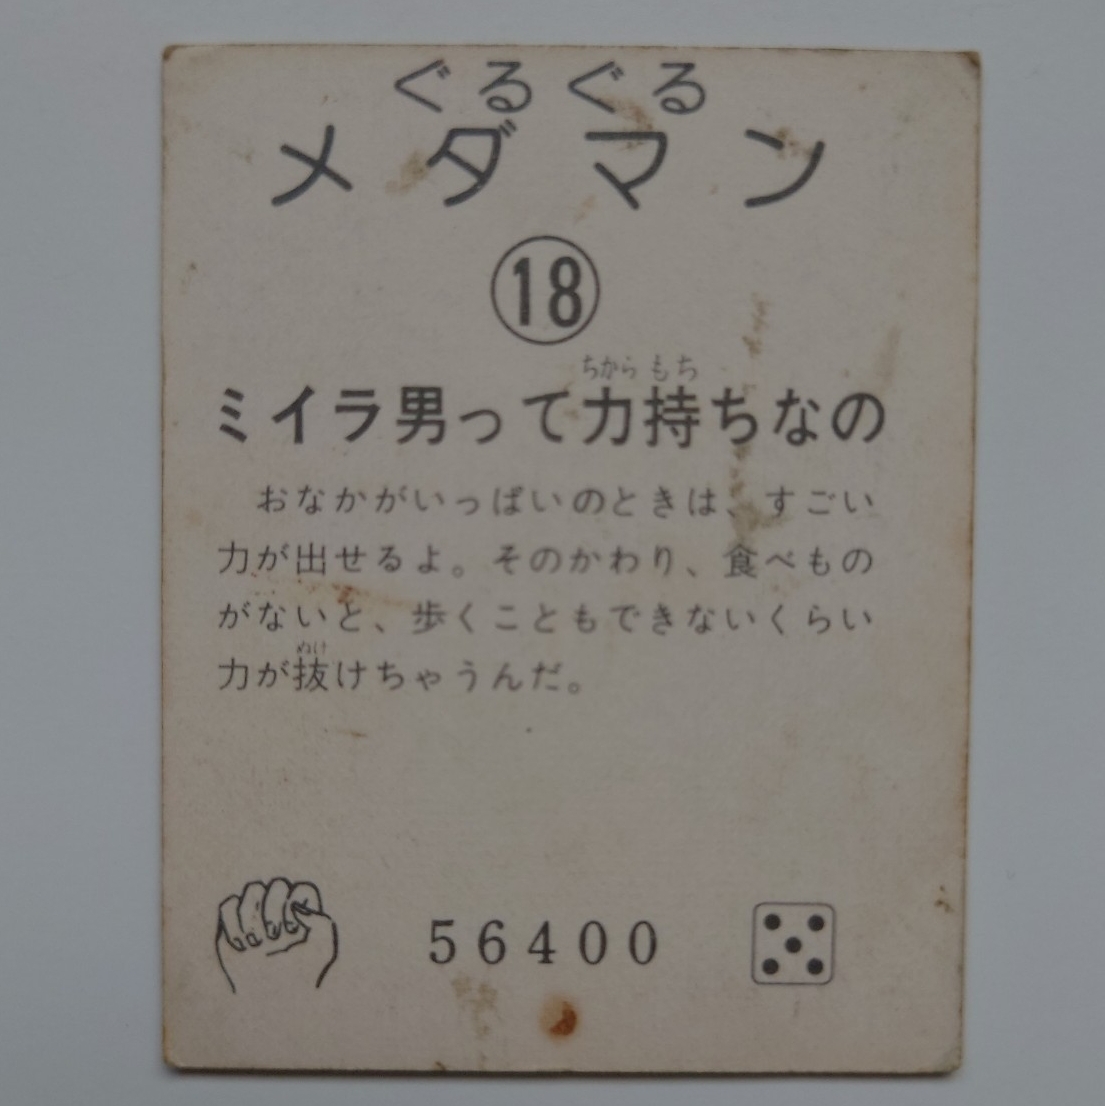 ぐるぐる
メダマン
18
ちから もち
ミイラ男って力持ちなの
おなかがいっぱいのときは、すごい
力が出せるよ。そのかわり、食べもの
がないと、歩くこともできないくらい
ぬけ
力が抜けちゃうんだ。
56400